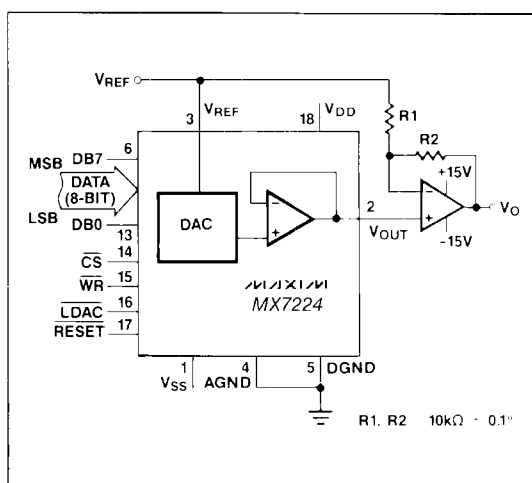 VREF
VREF
3
18
VDD
R1
R2
6
MSB DB7
DATA
(8-BIT)
LSB DB0
13
DAC
-
+
-
+
+15V
-15V
VO
2
VOUT
14
CS
15
WR
16
LDAC
17
RESET
MAXIM
MX7224
1
VSS
4
AGND
5
DGND
R1, R2 10kΩ · 0.1%